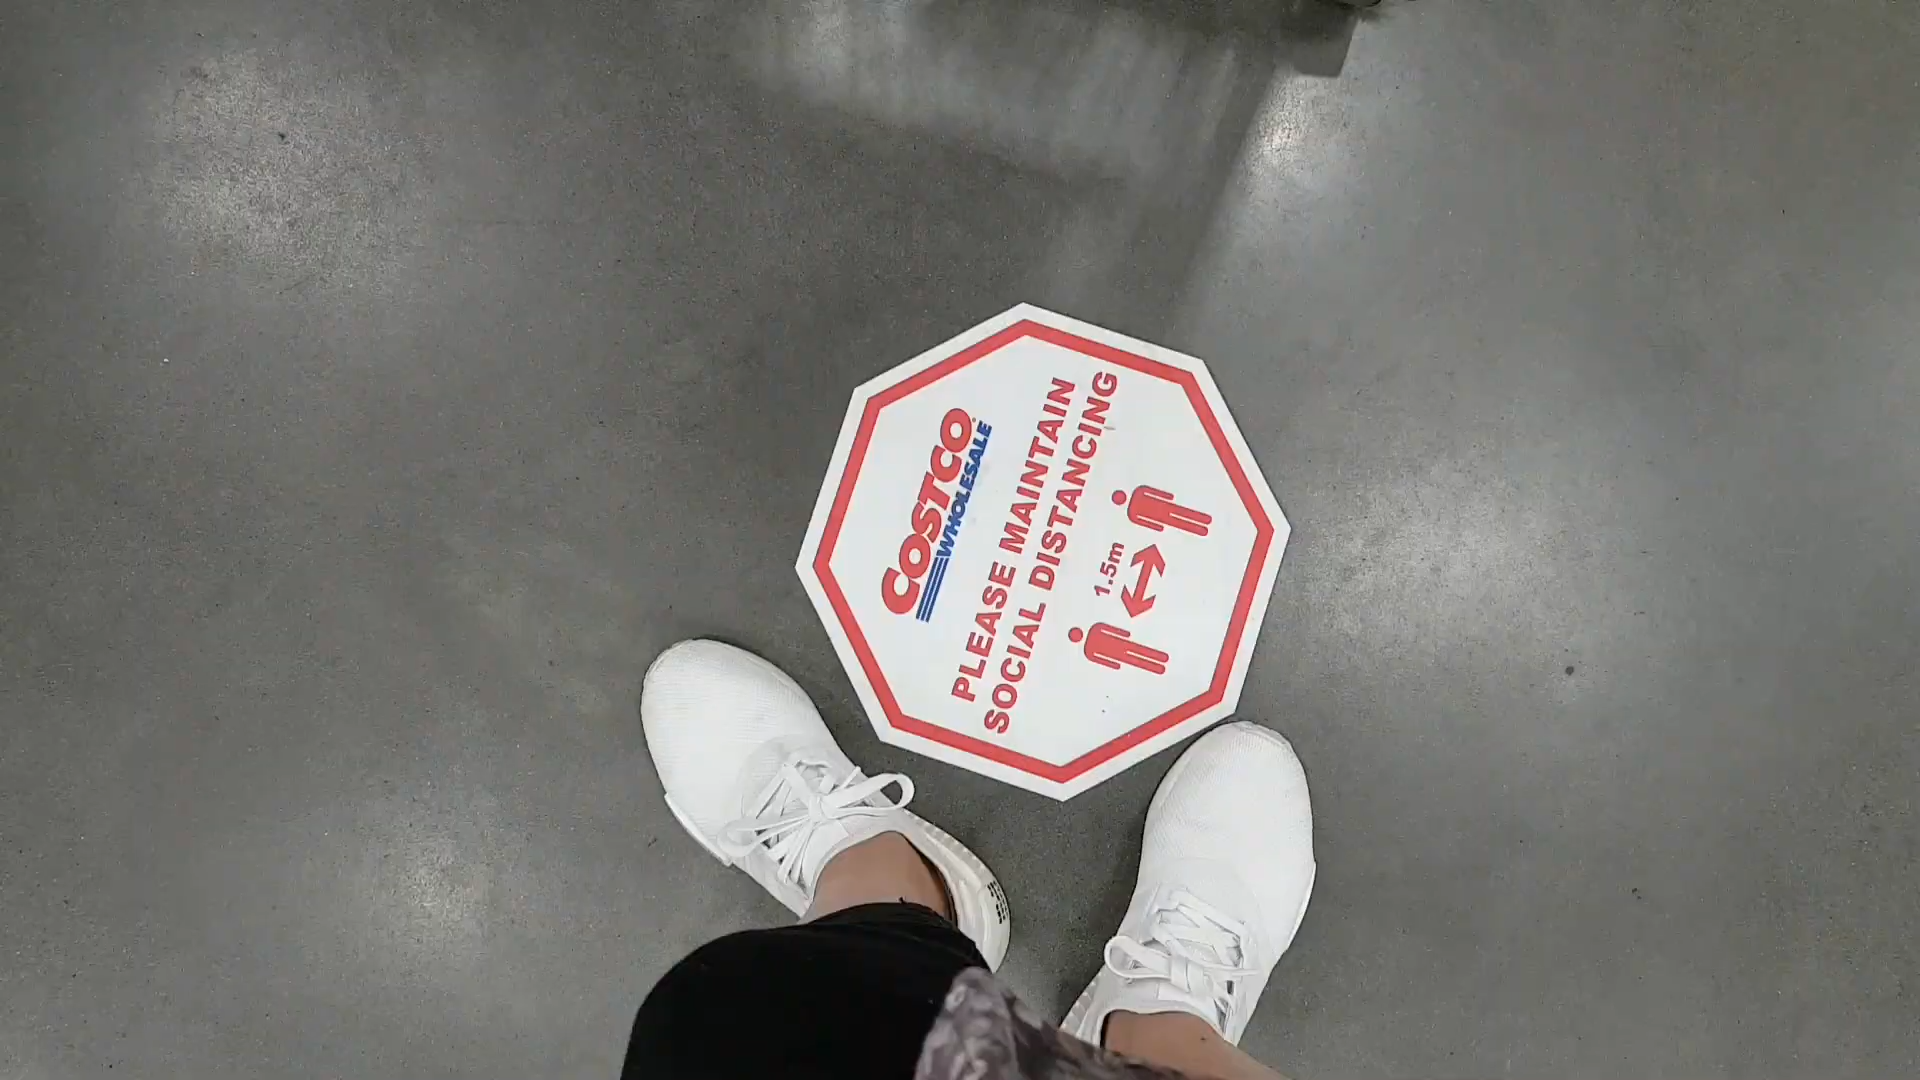 COSTCO
WHOLESALE
PLEASE MAINTAIN
SOCIAL DISTANCING
1.5m